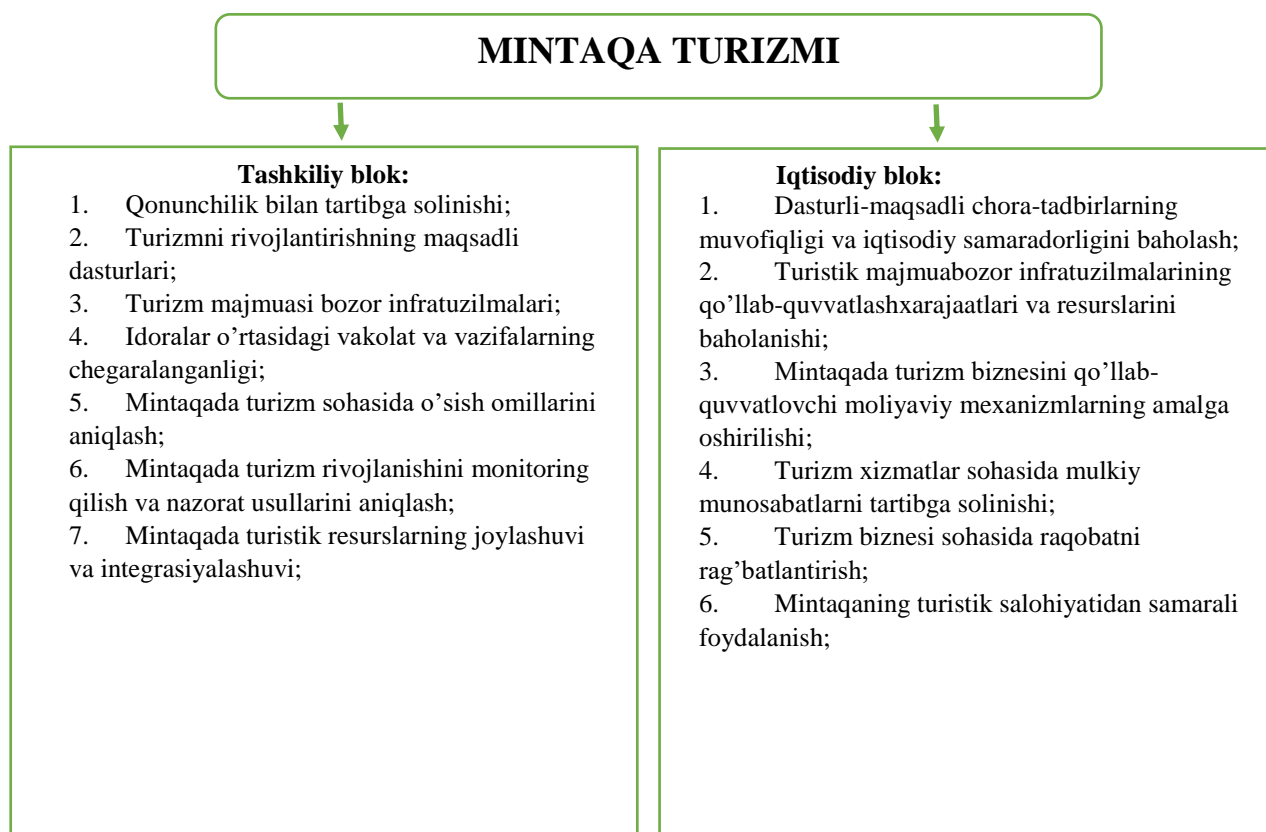 MINTAQA TURIZMI
Tashkiliy blok:
1. Qonunchilik bilan tartibga solinishi;
2. Turizmni rivojlantirishning maqsadli
dasturlari;
3. Turizm majmuasi bozor infratuzilmalari;
4. Idoralar o’rtasidagi vakolat va vazifalarning
chegaralanganligi;
5. Mintaqada turizm sohasida o’sish omillarini
aniqlash;
6. Mintaqada turizm rivojlanishini monitoring
qilish va nazorat usullarini aniqlash;
7. Mintaqada turistik resurslarning joylashuvi
va integrasiyalashuvi;
Iqtisodiy blok:
1. Dasturli-maqsadli chora-tadbirlarning
muvofiqligi va iqtisodiy samaradorligini baholash;
2. Turistik majmuabozor infratuzilmalarining
qo’llab-quvvatlashxarajaatlari va resurslarini
baholanishi;
3. Mintaqada turizm biznesini qo’llab-
quvvatlovchi moliyaviy mexanizmlarning amalga
oshirilishi;
4. Turizm xizmatlar sohasida mulkiy
munosabatlarni tartibga solinishi;
5. Turizm biznesi sohasida raqobatni
rag’batlantirish;
6. Mintaqaning turistik salohiyatidan samarali
foydalanish;